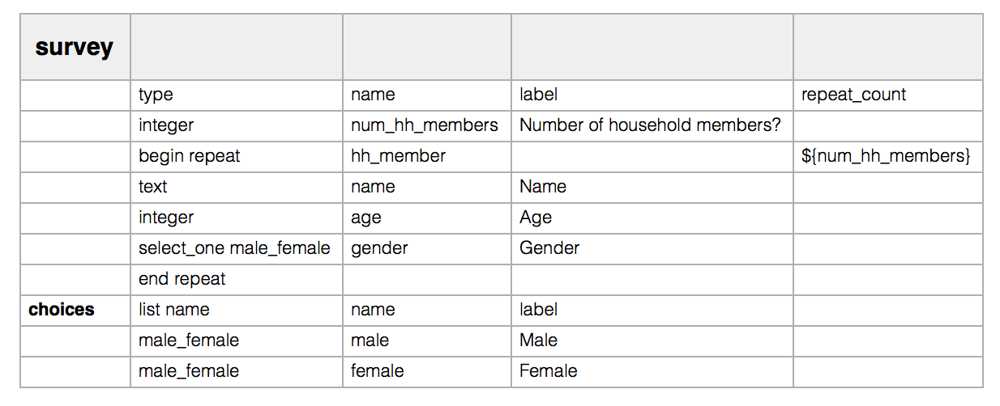 survey
type name label repeat_count
integer num_hh_members Number of household members?
begin repeat hh_member ${num_hh_members}
text name Name
integer age Age
select_one male_female gender Gender
end repeat
choices list name name label
male_female male Male
male_female female Female